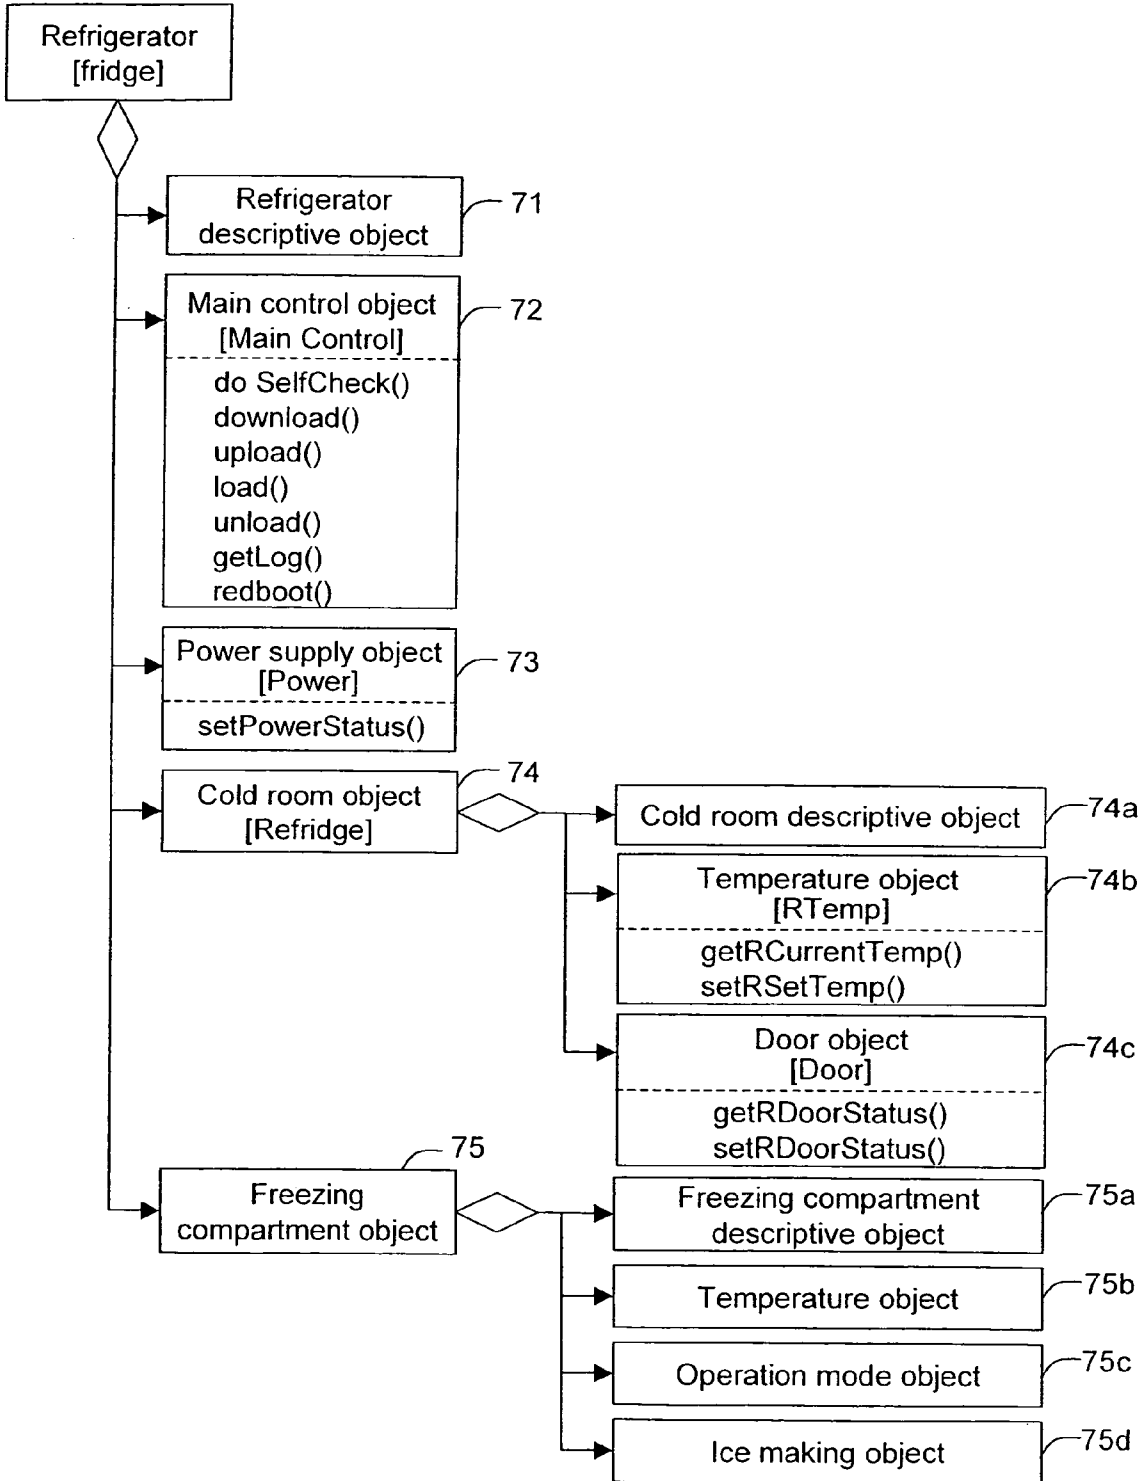 Refrigerator
[fridge]
Refrigerator
descriptive object
71
Main control object
[Main Control]
72
do SelfCheck()
download()
upload()
load()
unload()
getLog()
redboot()
Power supply object
[Power]
73
setPowerStatus()
Cold room object
[Refridge]
74
Cold room descriptive object
74a
Temperature object
[RTemp]
74b
getRCurrentTemp()
setRSetTemp()
Door object
[Door]
74c
getRDoorStatus()
setRDoorStatus()
Freezing
compartment object
75
Freezing compartment
descriptive object
75a
Temperature object
75b
Operation mode object
75c
Ice making object
75d